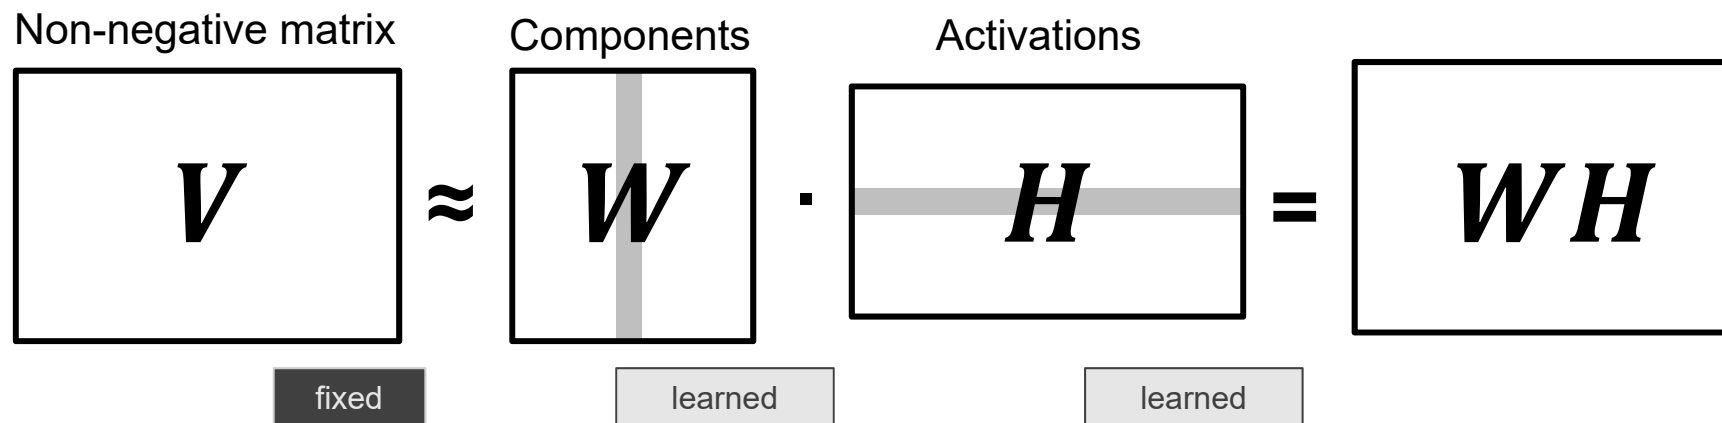 Non-negative matrix Components Activations
V ≈ W · H = WH
fixed learned learned